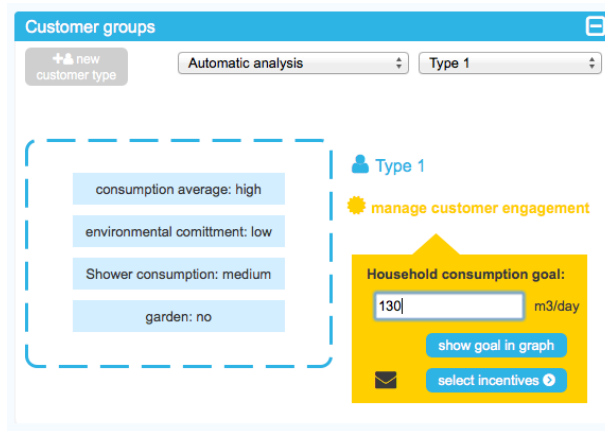 Customer groups
new
customer type
Automatic analysis
Type 1
consumption average: high
environmental comittment: low
Shower consumption: medium
garden: no
Type 1
manage customer engagement
Household consumption goal:
130
m3/day
show goal in graph
select incentives